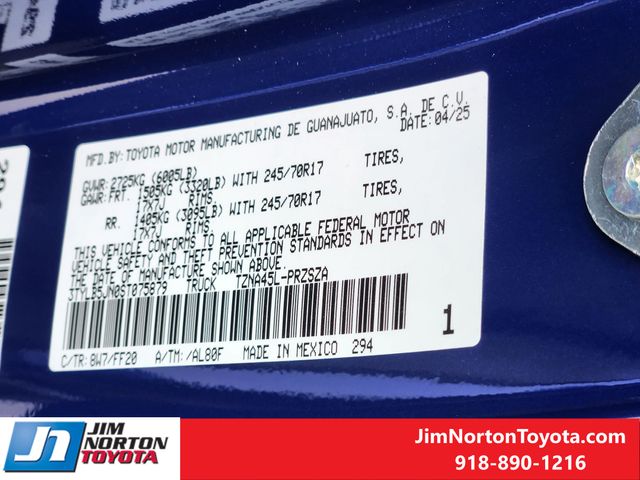 MFD.BY:TOYOTA MOTOR MANUFACTURING DE GUANAJUATO, S.A. DE C.V.
DATE: 04/25
GVWR: 2725KG (6005LB)
GAWR: FRT. 1505KG (3320LB) WITH 245/70R17 TIRES,
17X7J RIMS,
RR. 1405KG (3095LB) WITH 245/70R17 TIRES,
17X7J RIMS.
THIS VEHICLE CONFORMS TO ALL APPLICABLE FEDERAL MOTOR
VEHICLE SAFETY AND THEFT PREVENTION STANDARDS IN EFFECT ON
THE DATE OF MANUFACTURE SHOWN ABOVE
3TYLB5JN0ST075879 TRUCK TZNA45L-PRZSZA
1
C/TR: 8W7/FF20 A/TM: /AL80F MADE IN MEXICO 294
JIM
NORTON
TOYOTA
JimNortonToyota.com
918-890-1216